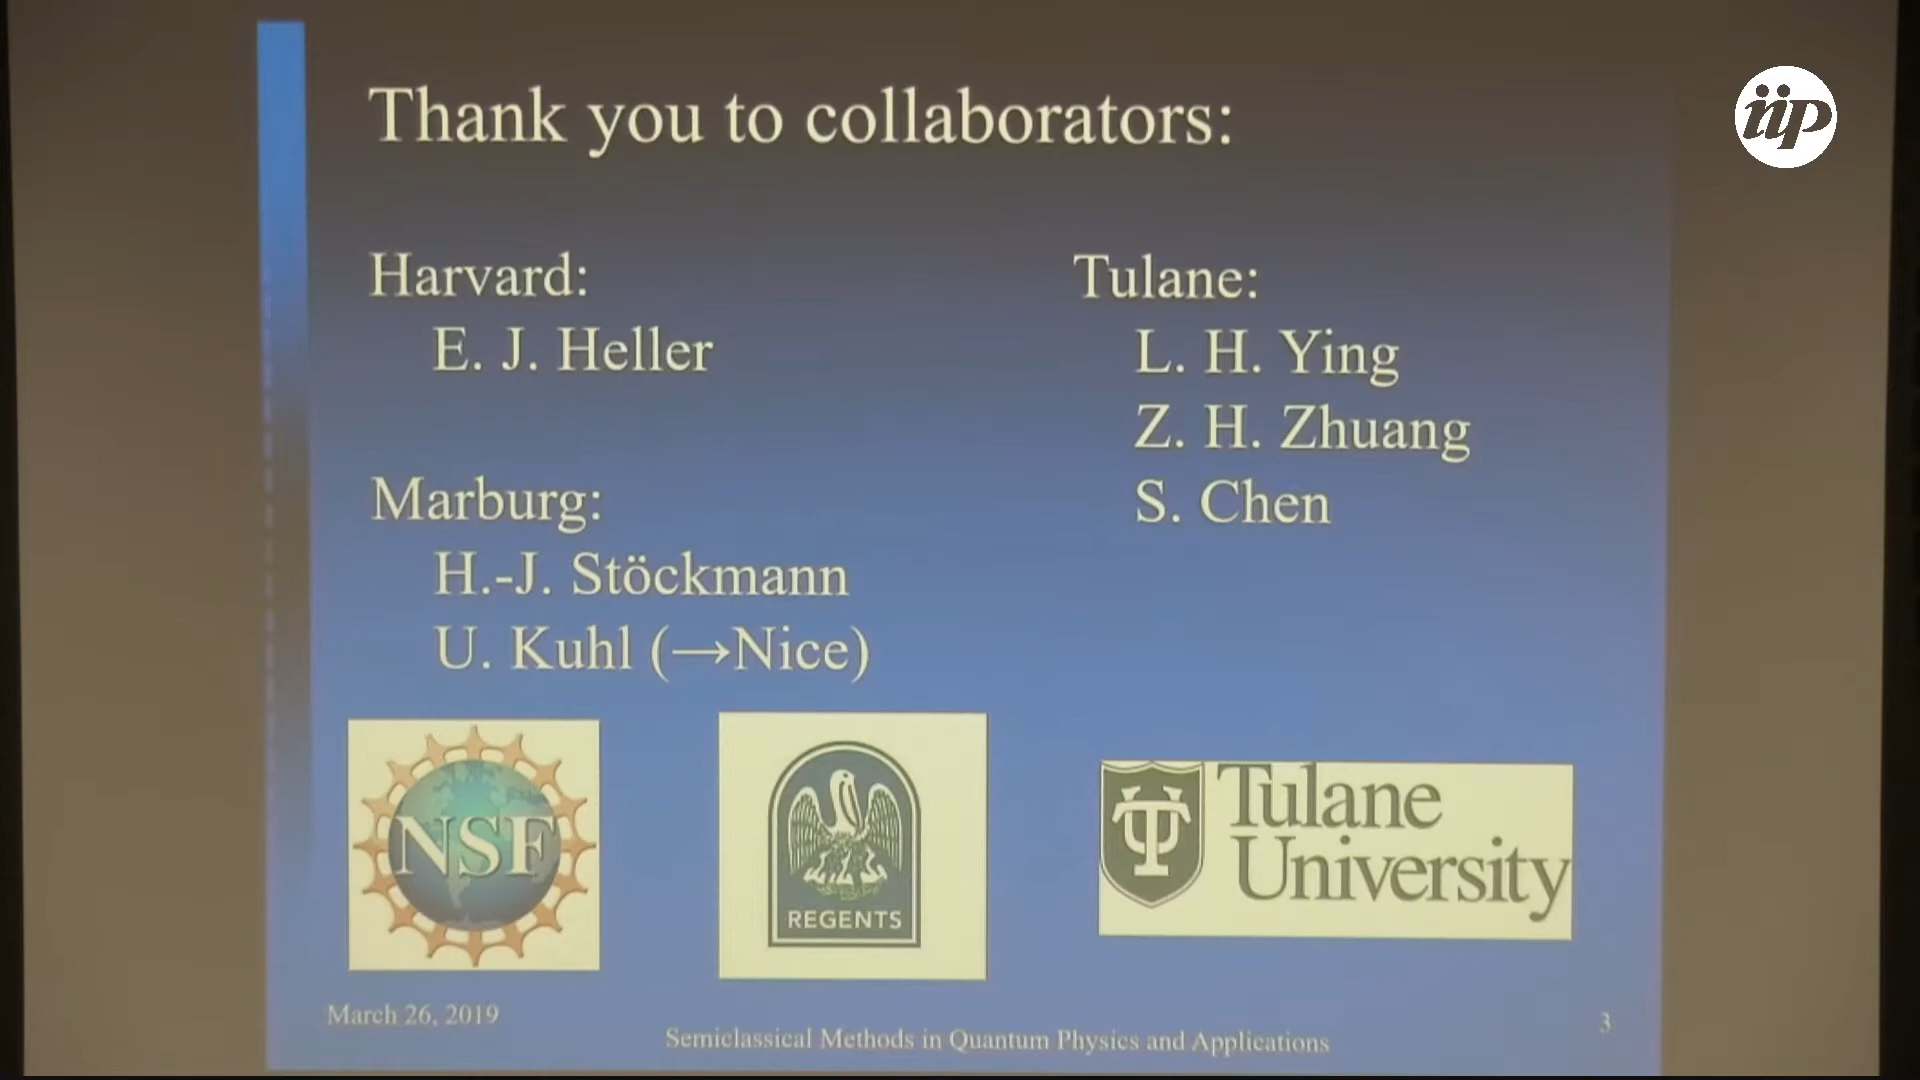 iip
Thank you to collaborators:
Harvard:
E. J. Heller
Marburg:
H.-J. Stöckmann
U. Kuhl (→Nice)
Tulane:
L. H. Ying
Z. H. Zhuang
S. Chen
NSF
REGENTS
Tulane
University
March 26, 2019
Semiclassical Methods in Quantum Physics and Applications
3